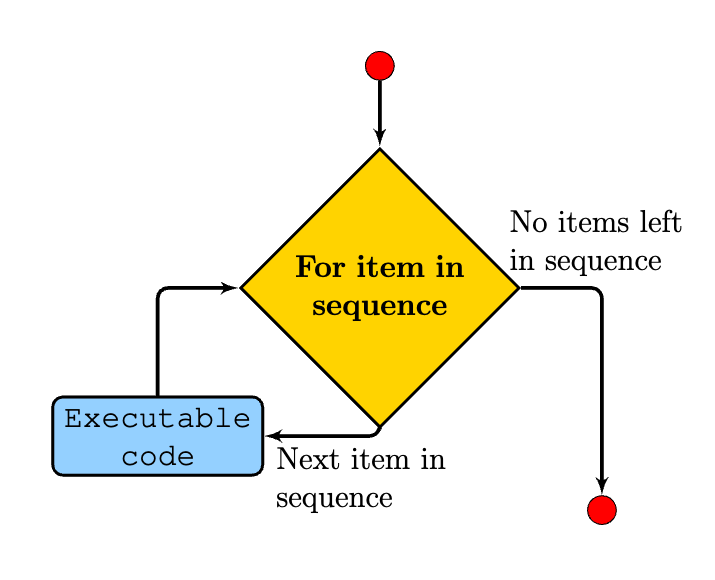 No items left
in sequence
For item in
sequence
Executable
code
Next item in
sequence